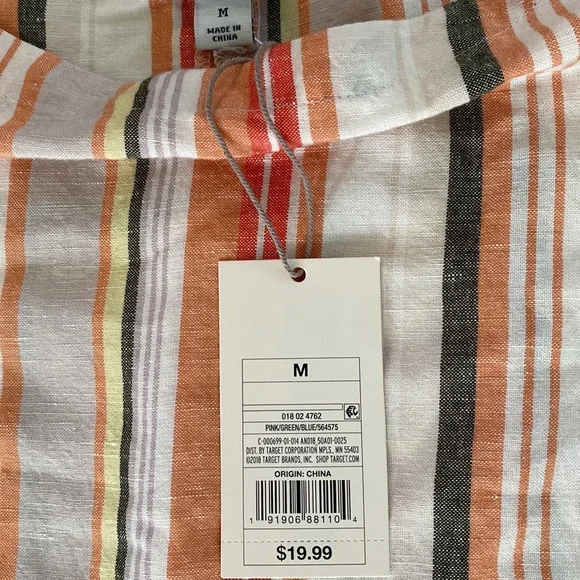 M
MADE IN
CHINA
M
018 02 4762
PINK/GREEN/BLUE/564575
C-000699-01-014 AND18_50A01-0025
DIST. BY TARGET CORPORATION MPLS., MN 55403
©2018 TARGET BRANDS, INC. SHOP TARGET.COM
ORIGIN: CHINA
1 91906 88110 4
$19.99